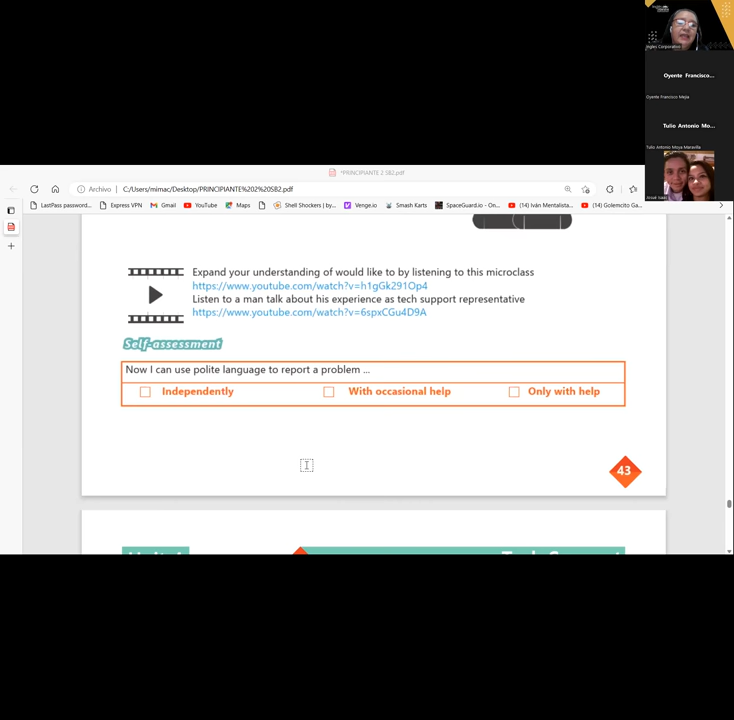 Oyente Francisco...
Oyente Francisco Mejia
Tulio Antonio Mo...
Tulio Antonio Moya Maravilla
*PRINCIPIANTE 2 SB2.pdf
Archivo
C:/Users/mimac/Desktop/PRINCIPIANTE%202%20SB2.pdf
LastPass password...
Express VPN
Gmail
YouTube
Maps
Shell Shockers | by...
Venge.io
Smash Karts
SpaceGuard.io - On...
(14) Iván Mentalista...
(14) Golemcito Ga...
Expand your understanding of would like to by listening to this microclass
https://www.youtube.com/watch?v=h1gGk291Op4
Listen to a man talk about his experience as tech support representative
https://www.youtube.com/watch?v=6spxCGu4D9A
Self-assessment
Now I can use polite language to report a problem ...
Independently
With occasional help
Only with help
43